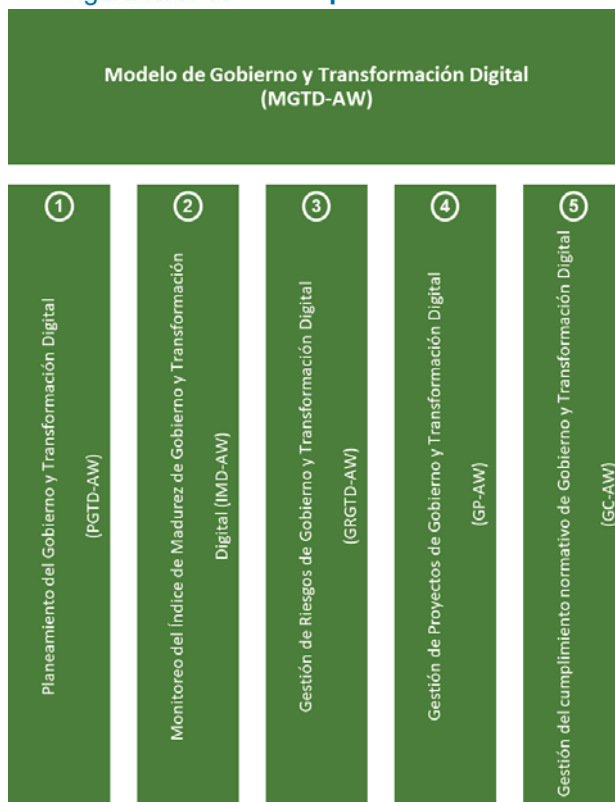 Modelo de Gobierno y Transformación Digital
(MGTD-AW)
1
Planeamiento del Gobierno y Transformación Digital
(PGTD-AW)
2
Monitoreo del Índice de Madurez de Gobierno y Transformación
Digital (IMD-AW)
3
Gestión de Riesgos de Gobierno y Transformación Digital
(GRGTD-AW)
4
Gestión de Proyectos de Gobierno y Transformación Digital
(GP-AW)
5
Gestión del cumplimiento normativo de Gobierno y Transformación Digital
(GC-AW)